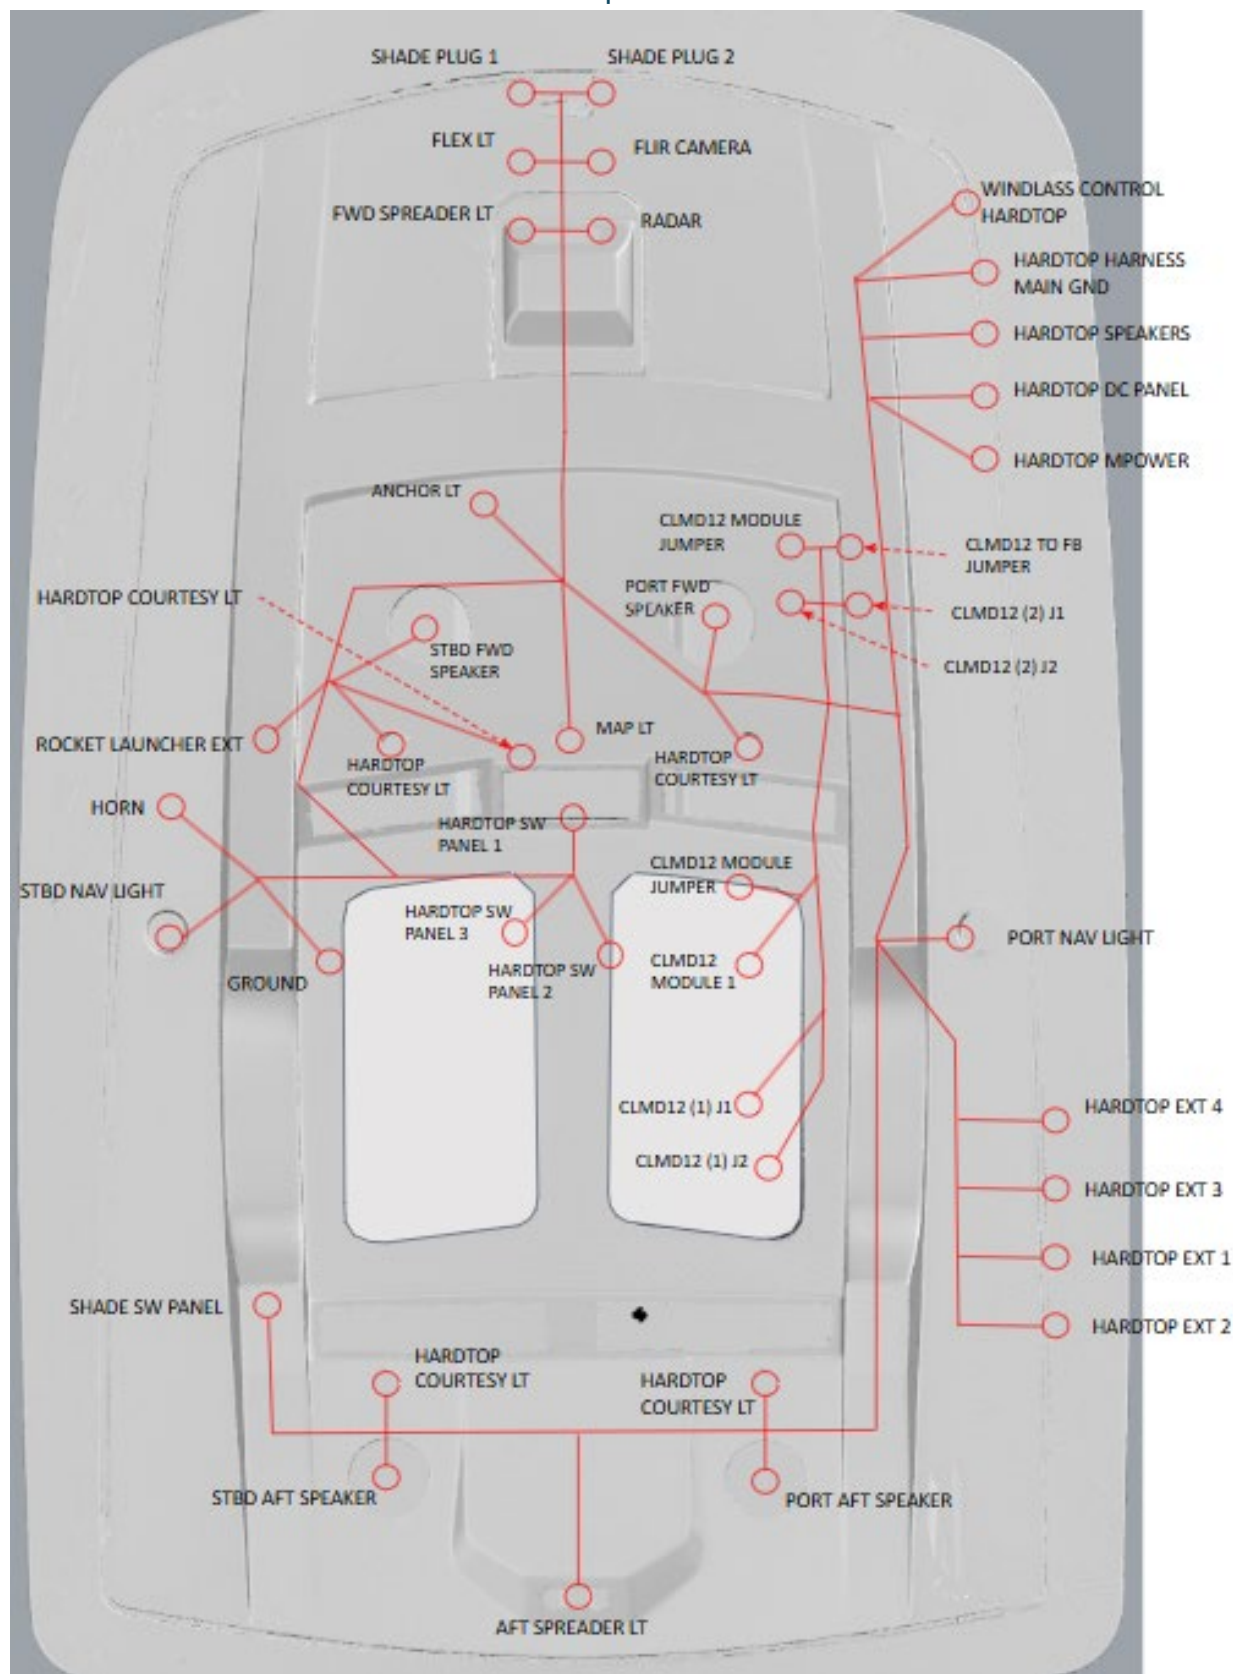 SHADE PLUG 1
SHADE PLUG 2
FLEX LT
FLIR CAMERA
FWD SPREADER LT
RADAR
WINDLASS CONTROL
HARDTOP
HARDTOP HARNESS
MAIN GND
HARDTOP SPEAKERS
HARDTOP DC PANEL
HARDTOP MPOWER
ANCHOR LT
CLMD12 MODULE
JUMPER
CLMD12 TO FB
JUMPER
HARDTOP COURTESY LT
PORT FWD
SPEAKER
CLMD12 (2) J1
STBD FWD
SPEAKER
CLMD12 (2) J2
ROCKET LAUNCHER EXT
MAP LT
HARDTOP
COURTESY LT
HARDTOP
COURTESY LT
HORN
HARDTOP SW
PANEL 1
STBD NAV LIGHT
CLMD12 MODULE
JUMPER
HARDTOP SW
PANEL 3
PORT NAV LIGHT
GROUND
HARDTOP SW
PANEL 2
CLMD12
MODULE 1
CLMD12 (1) J1
HARDTOP EXT 4
CLMD12 (1) J2
HARDTOP EXT 3
HARDTOP EXT 1
SHADE SW PANEL
HARDTOP EXT 2
HARDTOP
COURTESY LT
HARDTOP
COURTESY LT
STBD AFT SPEAKER
PORT AFT SPEAKER
AFT SPREADER LT